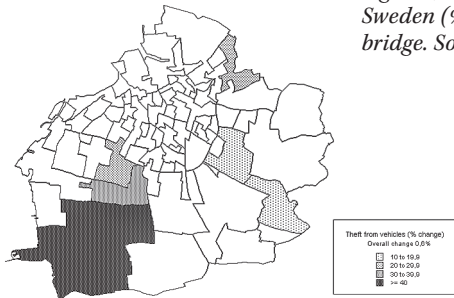 Sweden (%
bridge. So
Theft from vehicles (% change)
Overall change 0,6%
10 to 19,9
20 to 29,9
30 to 39,9
>= 40